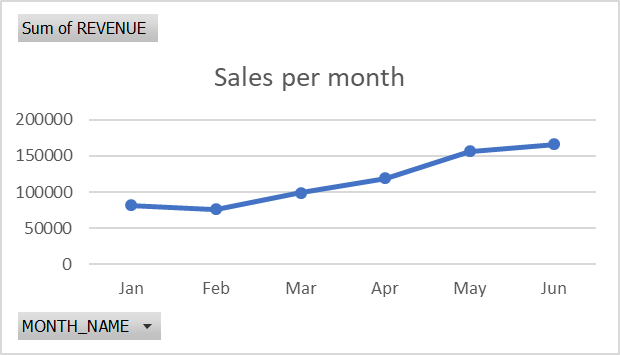 Sum of REVENUE
Sales per month
200000
150000
100000
50000
0
Jan Feb Mar Apr May Jun
MONTH_NAME